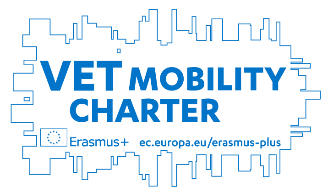 VET MOBILITY
CHARTER
Erasmus+ ec.europa.eu/erasmus-plus